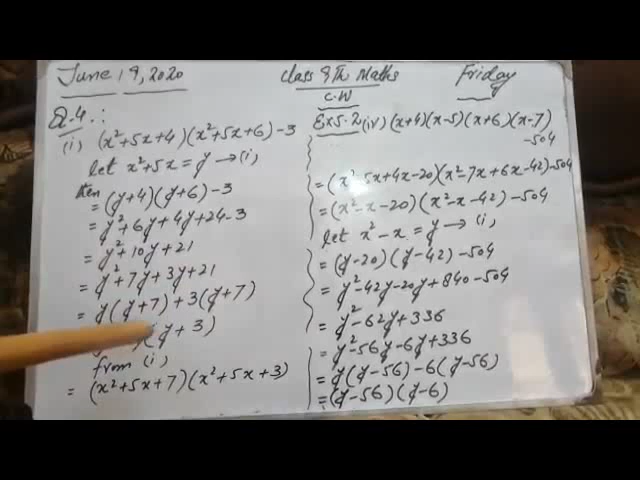 June 19, 2020
Class 9Th Maths
C.W
Friday
Q.4.:
(i) (x²+5x+4)(x²+5x+6)-3
let x²+5x=y→(i)
then
=(y+4)(y+6)-3
=y²+6y+4y+24-3
=y²+10y+21
=y²+7y+3y+21
=y(y+7)+3(y+7)
(y+3)
from (i)
=(x²+5x+7)(x²+5x+3)
Ex5.2 (iv) (x+4)(x-5)(x+6)(x-7)
-504
=(x²-5x+4x-20)(x²-7x+6x-42)-504
=(x²-x-20)(x²-x-42)-504
let x²-x=y→(i)
=(y-20)(y-42)-504
=y²-42y-20y+840-504
=y²-62y+336
=y²-56y-6y+336
=y(y-56)-6(y-56)
=(y-56)(y-6)